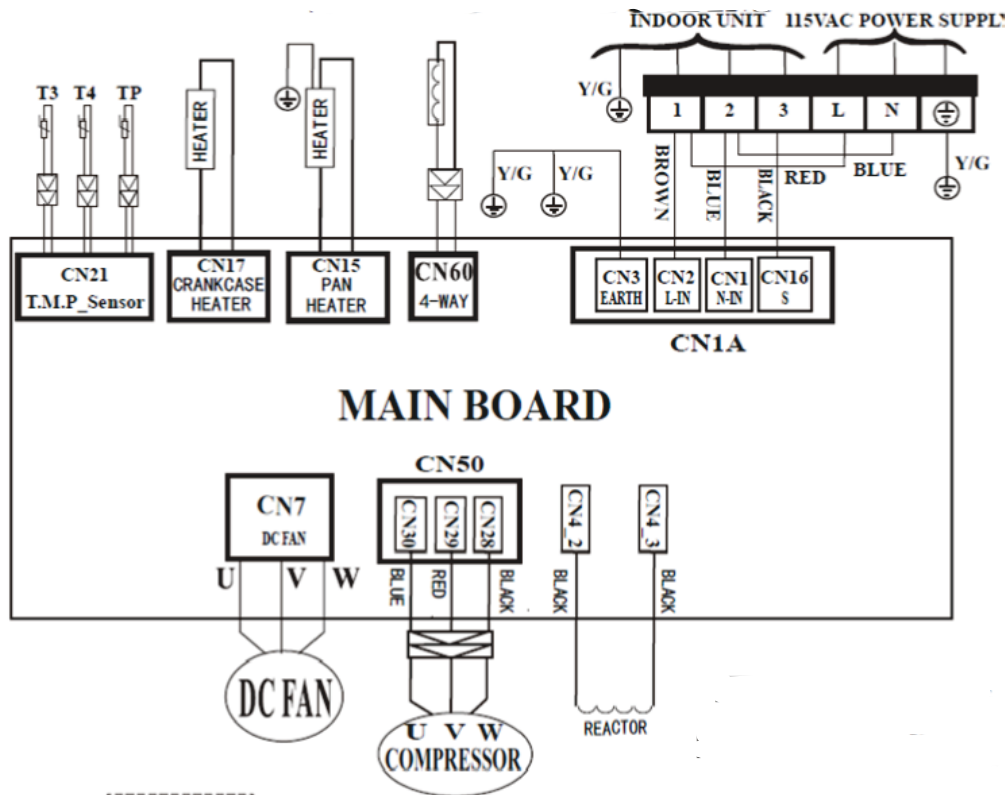 INDOOR UNIT 115VAC POWER SUPPLY
Y/G
1 2 3 L N
T3 T4 TP
HEATER
HEATER
Y/G Y/G
Y/G
BROWN
BLUE
BLACK
RED
BLUE
Y/G
CN21
T.M.P_Sensor
CN17
CRANKCASE
HEATER
CN15
PAN
HEATER
CN60
4-WAY
CN3
EARTH
CN2
L-IN
CN1
N-IN
CN16
S
CN1A
MAIN BOARD
CN7
DC FAN
U V W
DC FAN
CN50
CN30
CN29
CN28
BLUE
RED
BLACK
U V W
COMPRESSOR
CN4_2
CN4_3
BLACK
BLACK
REACTOR